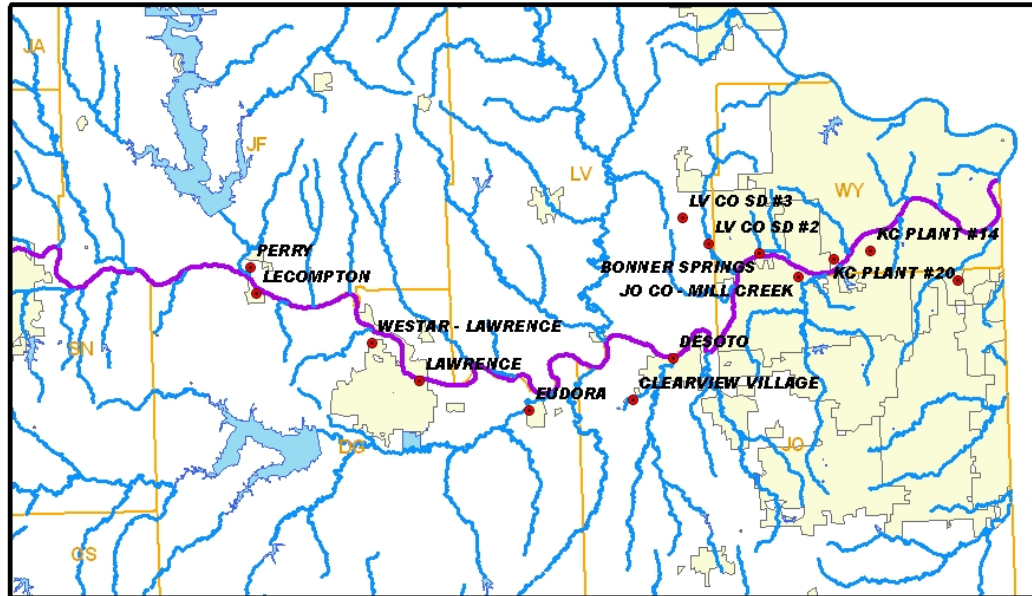 JA
JF
LV
WY
LV CO SD #3
LV CO SD #2
KC PLANT #14
PERRY
BONNER SPRINGS
KC PLANT #20
LECOMPTON
JO CO - MILL CREEK
WESTAR - LAWRENCE
SN
DESOTO
LAWRENCE
CLEARVIEW VILLAGE
EUDORA
DG
JO
OS